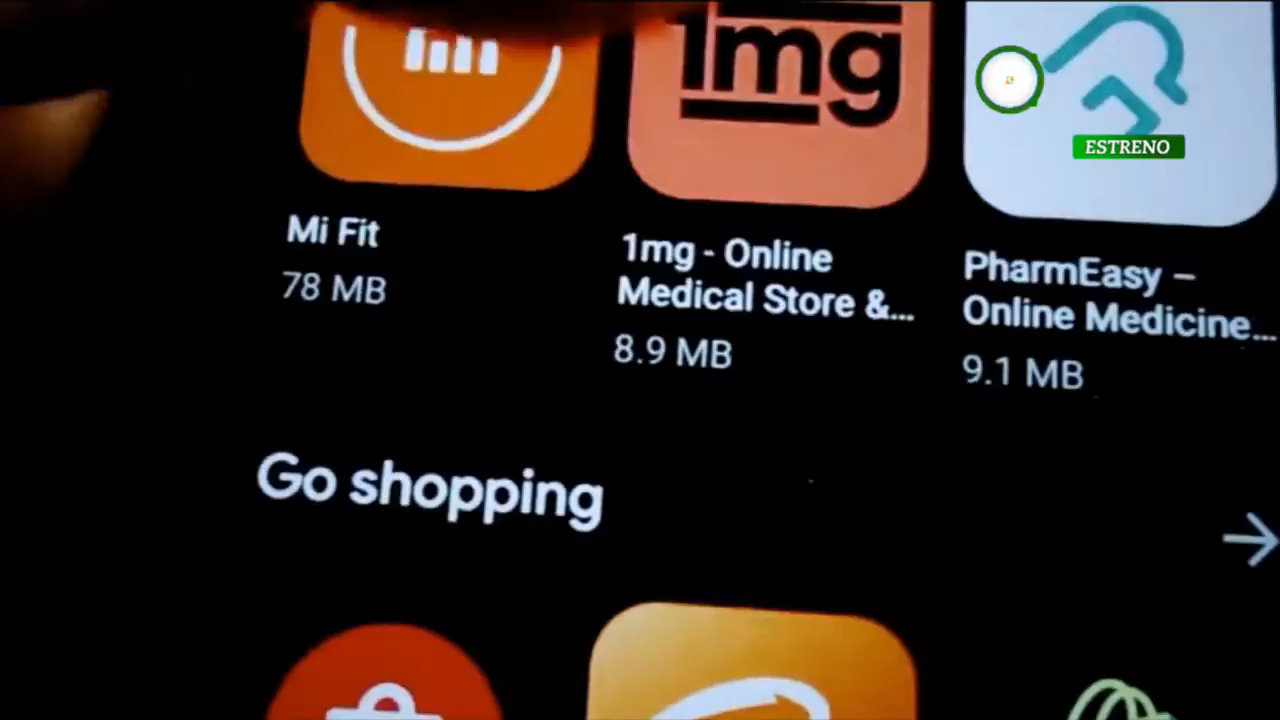 1mg
ESTRENO
Mi Fit
78 MB
1mg - Online
Medical Store &...
8.9 MB
PharmEasy –
Online Medicine...
9.1 MB
Go shopping